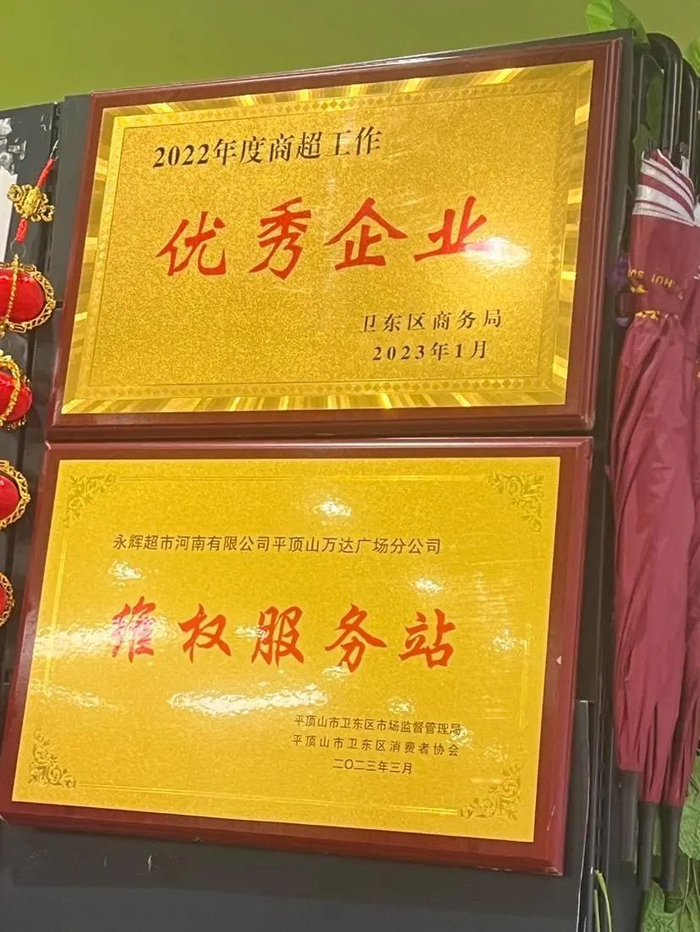 2022年度商超工作
优秀企业
卫东区商务局
2023年1月
永辉超市河南有限公司平顶山万达广场分公司
维权服务站
平顶山市卫东区市场监督管理局
平顶山市卫东区消费者协会
二〇二三年三月